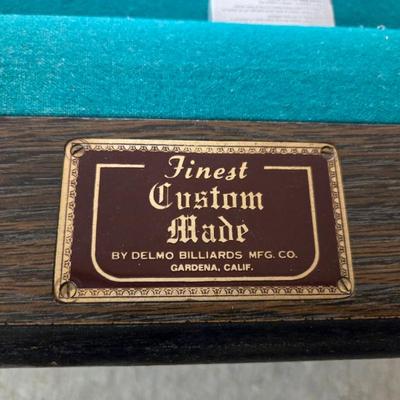 Finest
Custom
Made
BY DELMO BILLIARDS MFG. CO.
GARDENA, CALIF.